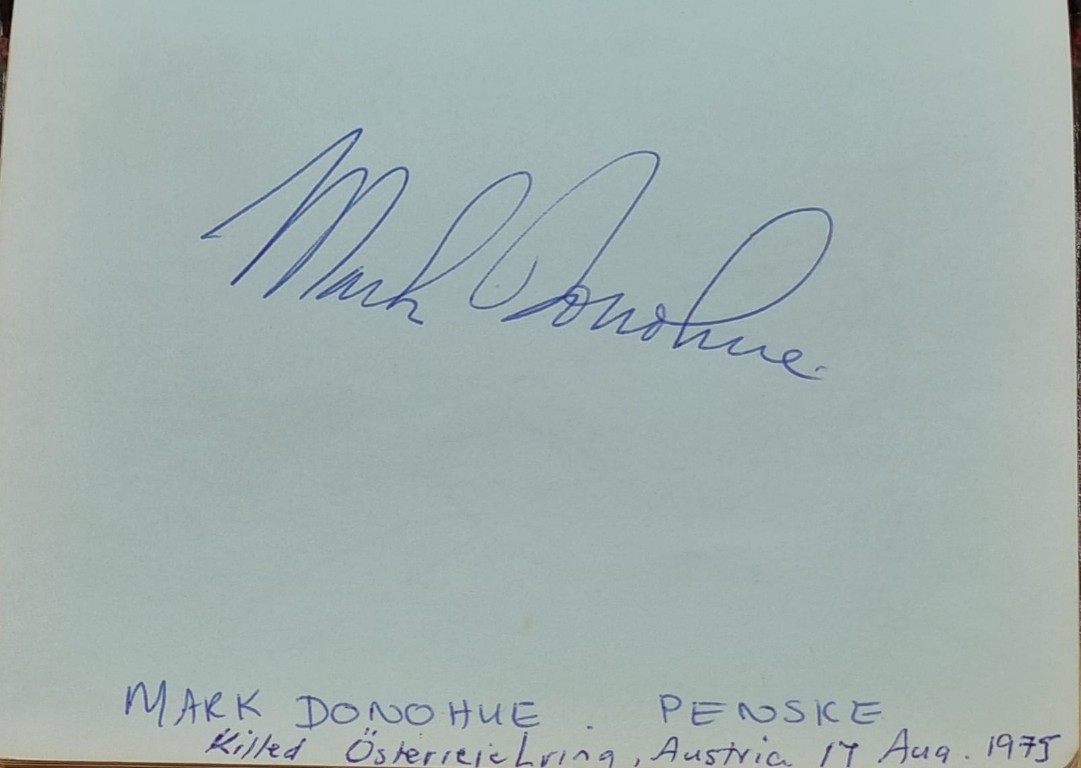 Mark Donohue
MARK DONOHUE . PENSKE
Killed Österreichring, Austria 17 Aug. 1975